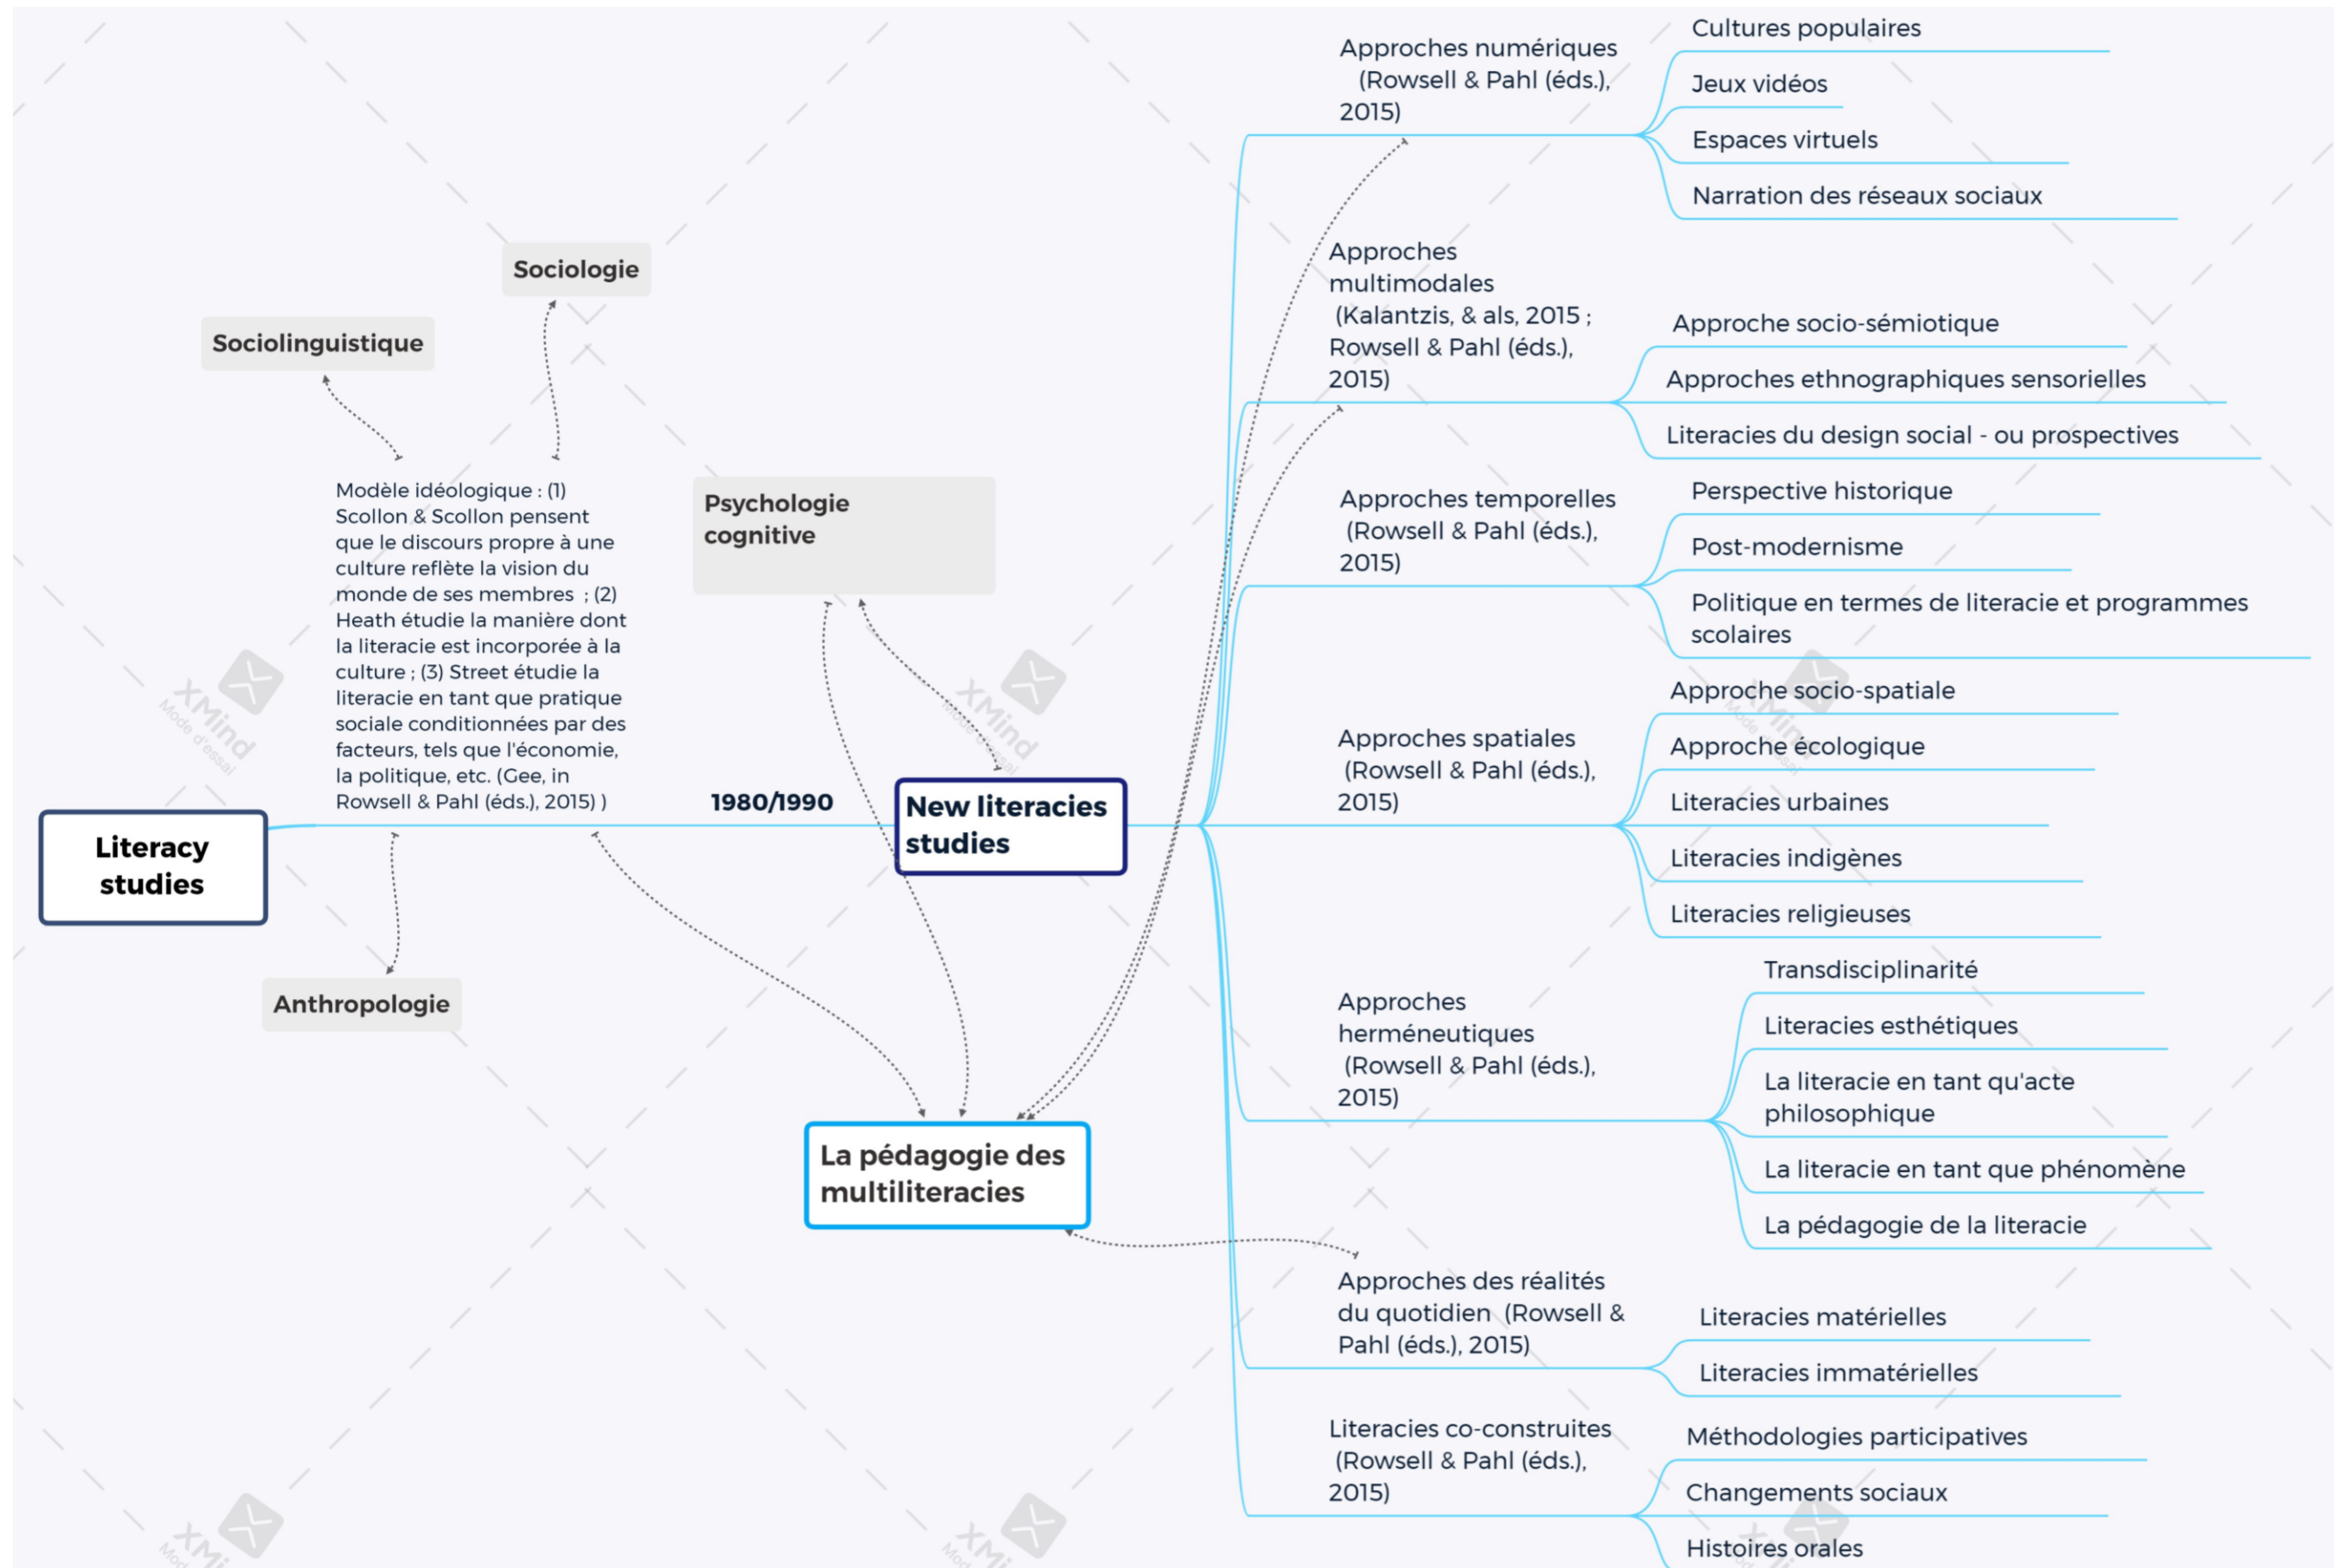 Literacy
studies
Sociolinguistique
Sociologie
Modèle idéologique : (1)
Scollon & Scollon pensent
que le discours propre à une
culture reflète la vision du
monde de ses membres  ; (2)
Heath étudie la manière dont
la literacie est incorporée à la
culture ; (3) Street étudie la
literacie en tant que pratique
sociale conditionnées par des
facteurs, tels que l'économie,
la politique, etc. (Gee, in
Rowsell & Pahl (éds.), 2015) )
Anthropologie
Psychologie
cognitive
1980/1990
New literacies
studies
La pédagogie des
multiliteracies
Approches numériques
(Rowsell & Pahl (éds.),
2015)
Cultures populaires
Jeux vidéos
Espaces virtuels
Narration des réseaux sociaux
Approches
multimodales
(Kalantzis, & als, 2015 ;
Rowsell & Pahl (éds.),
2015)
Approche socio-sémiotique
Approches ethnographiques sensorielles
Literacies du design social - ou prospectives
Approches temporelles
(Rowsell & Pahl (éds.),
2015)
Perspective historique
Post-modernisme
Politique en termes de literacie et programmes
scolaires
Approches spatiales
(Rowsell & Pahl (éds.),
2015)
Approche socio-spatiale
Approche écologique
Literacies urbaines
Literacies indigènes
Literacies religieuses
Approches
herméneutiques
(Rowsell & Pahl (éds.),
2015)
Transdisciplinarité
Literacies esthétiques
La literacie en tant qu'acte
philosophique
La literacie en tant que phénomène
La pédagogie de la literacie
Approches des réalités
du quotidien  (Rowsell &
Pahl (éds.), 2015)
Literacies matérielles
Literacies immatérielles
Literacies co-construites
(Rowsell & Pahl (éds.),
2015)
Méthodologies participatives
Changements sociaux
Histoires orales
XMind
Mode d'essai
XMind
Mode d'essai
XMind
Mode d'essai